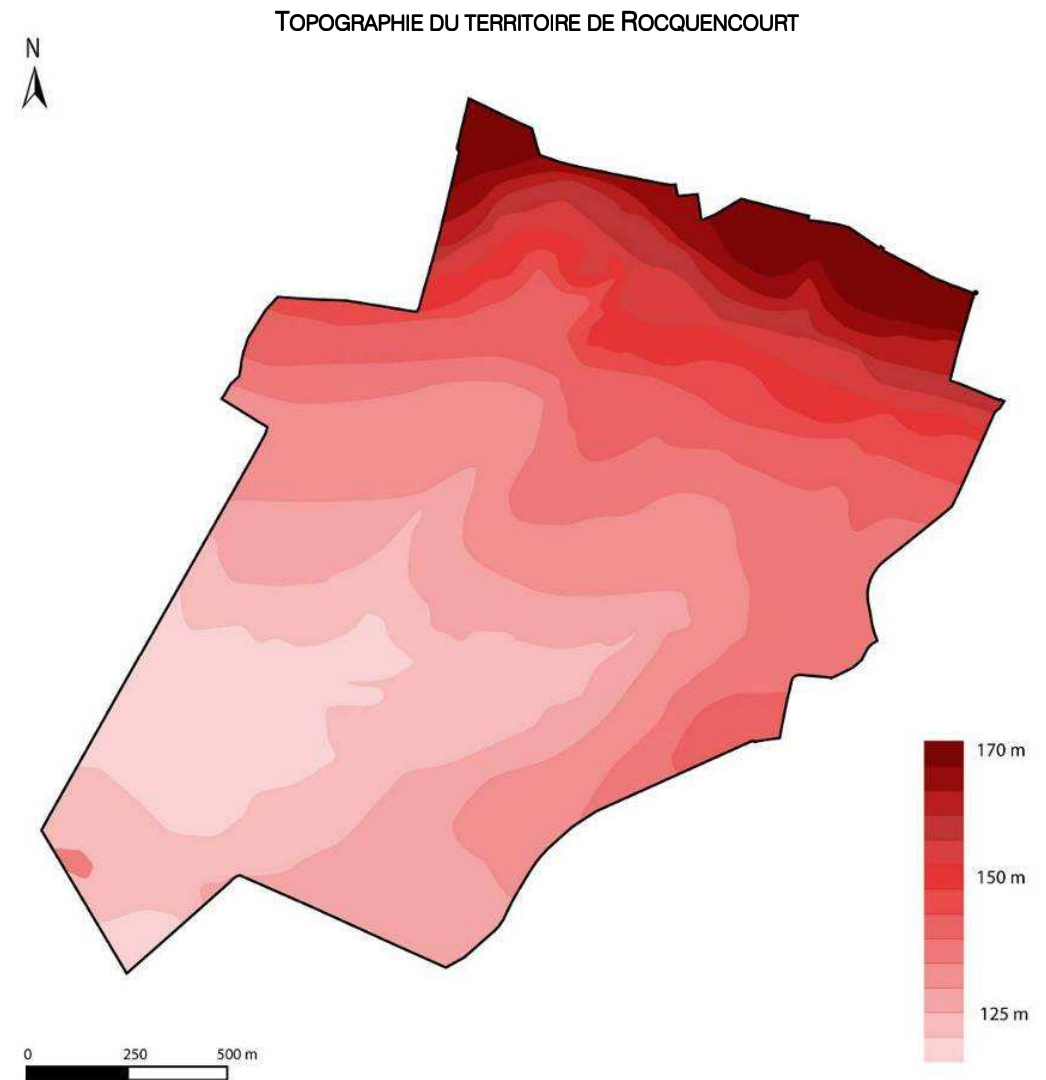 TOPOGRAPHIE DU TERRITOIRE DE ROCQUENCOURT
N
170 m
150 m
125 m
0 250 500 m